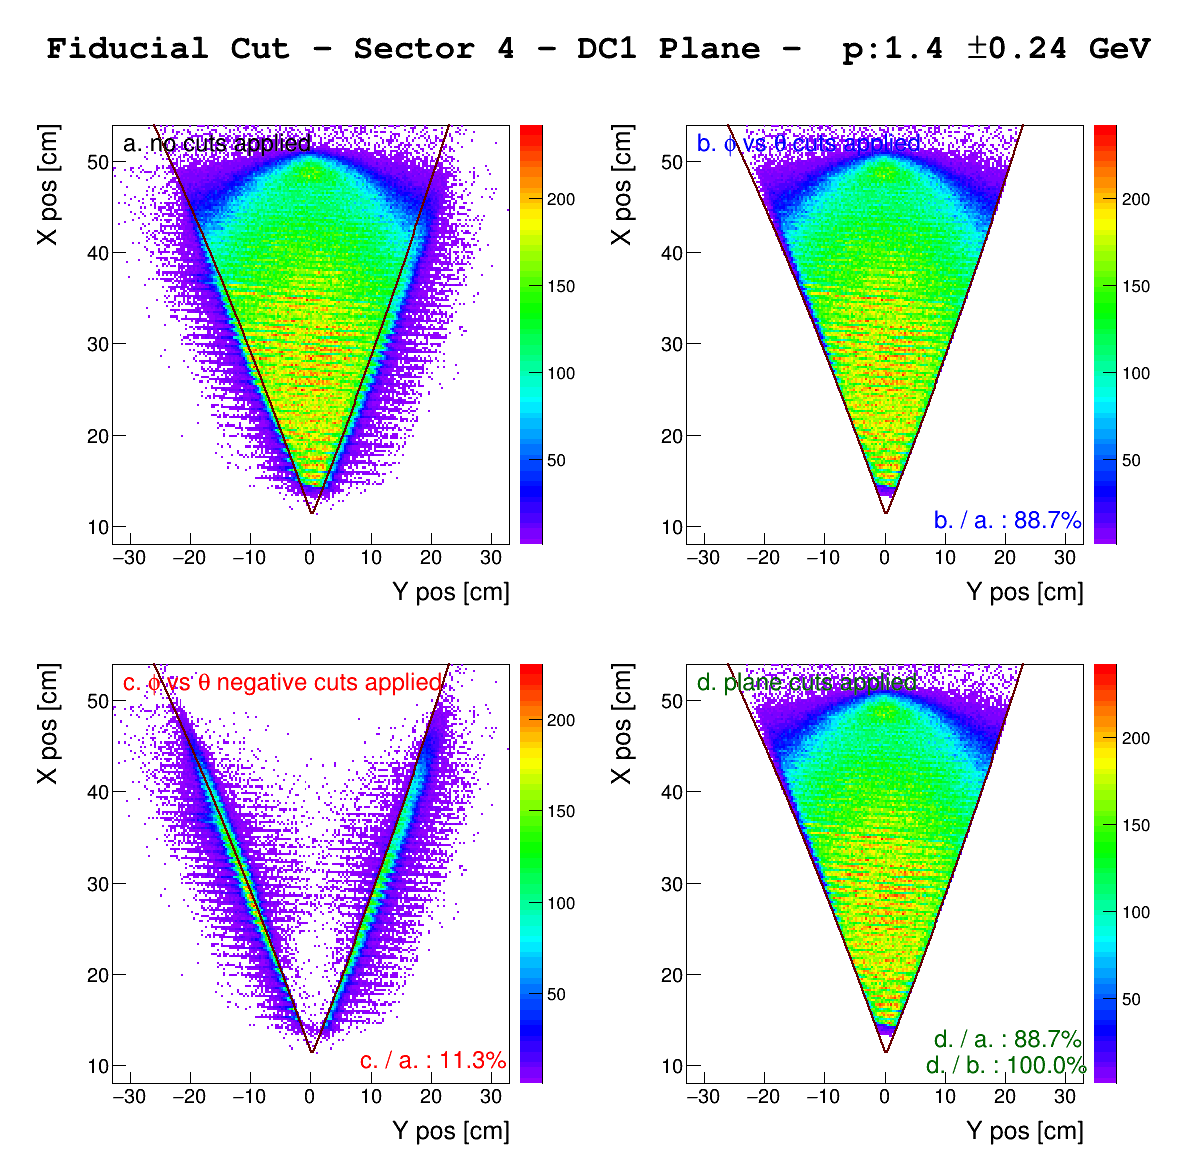 Fiducial Cut – Sector 4 – DC1 Plane –  p:1.4 ±0.24 GeV
a. no cuts applied
X pos [cm]
50
40
30
20
10
−30 −20 −10 0 10 20 30
Y pos [cm]
200
150
100
50
b. ϕ vs θ cuts applied
X pos [cm]
50
40
30
20
10
b. / a. : 88.7%
−30 −20 −10 0 10 20 30
Y pos [cm]
200
150
100
50
c. ϕ vs θ negative cuts applied
X pos [cm]
50
40
30
20
10
c. / a. : 11.3%
−30 −20 −10 0 10 20 30
Y pos [cm]
200
150
100
50
d. plane cuts applied
X pos [cm]
50
40
30
20
10
d. / a. : 88.7%
d. / b. : 100.0%
−30 −20 −10 0 10 20 30
Y pos [cm]
200
150
100
50